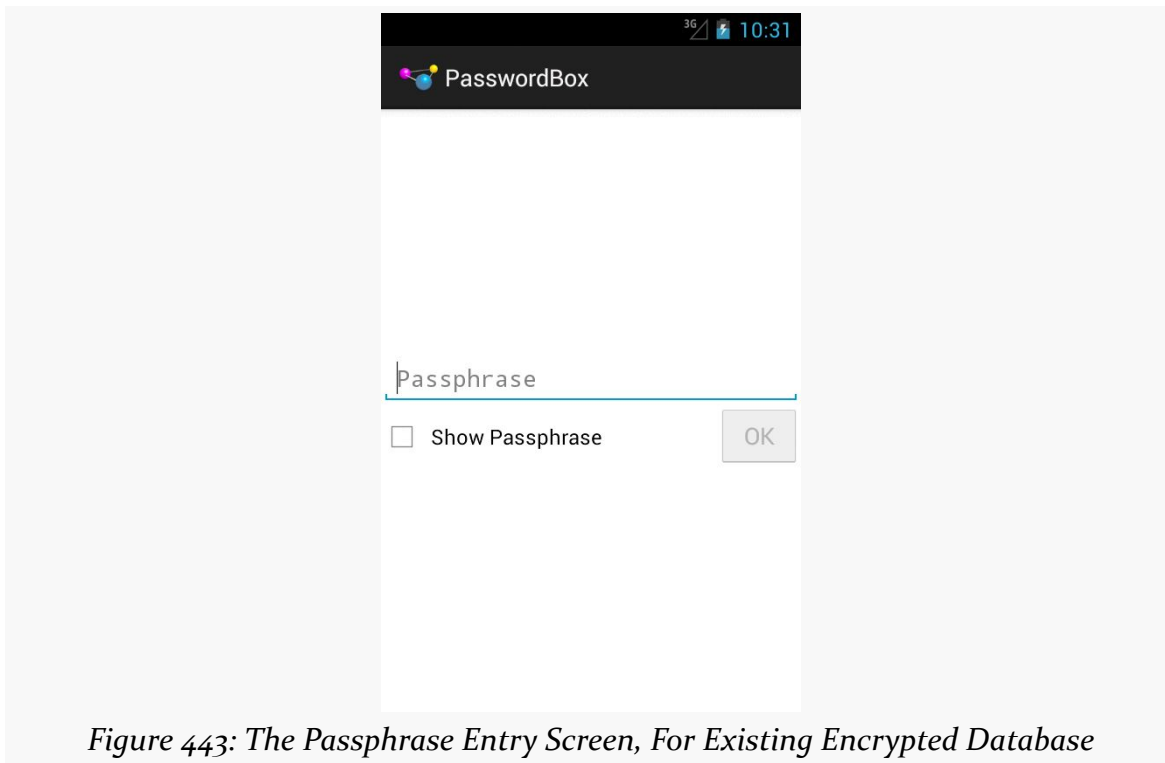 3G 10:31
PasswordBox
Passphrase
Show Passphrase OK
Figure 443: The Passphrase Entry Screen, For Existing Encrypted Database